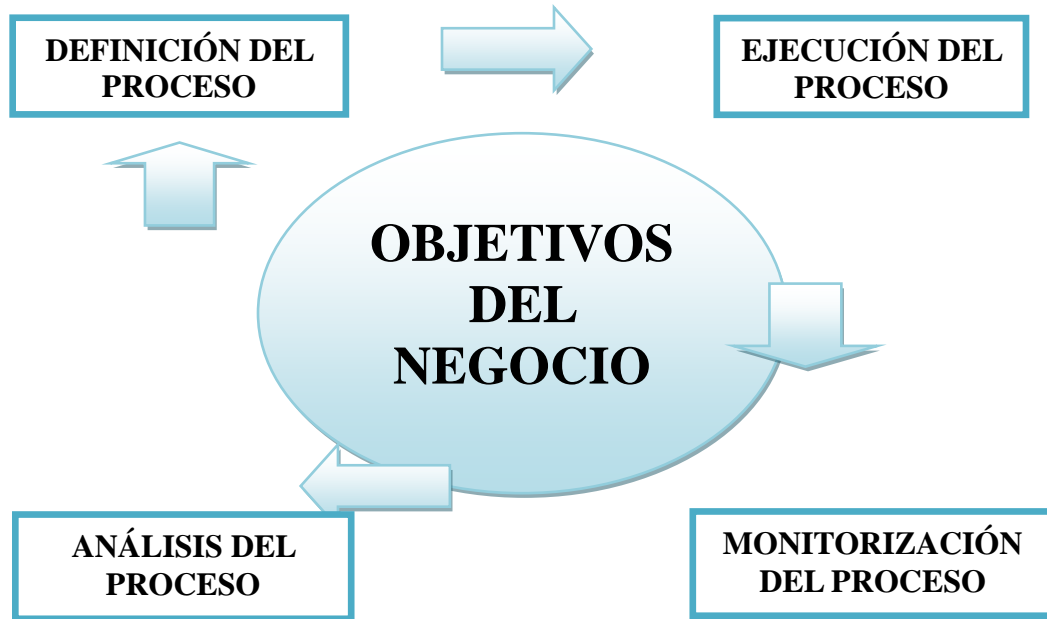 DEFINICIÓN DEL
PROCESO
EJECUCIÓN DEL
PROCESO
OBJETIVOS
DEL
NEGOCIO
ANÁLISIS DEL
PROCESO
MONITORIZACIÓN
DEL PROCESO